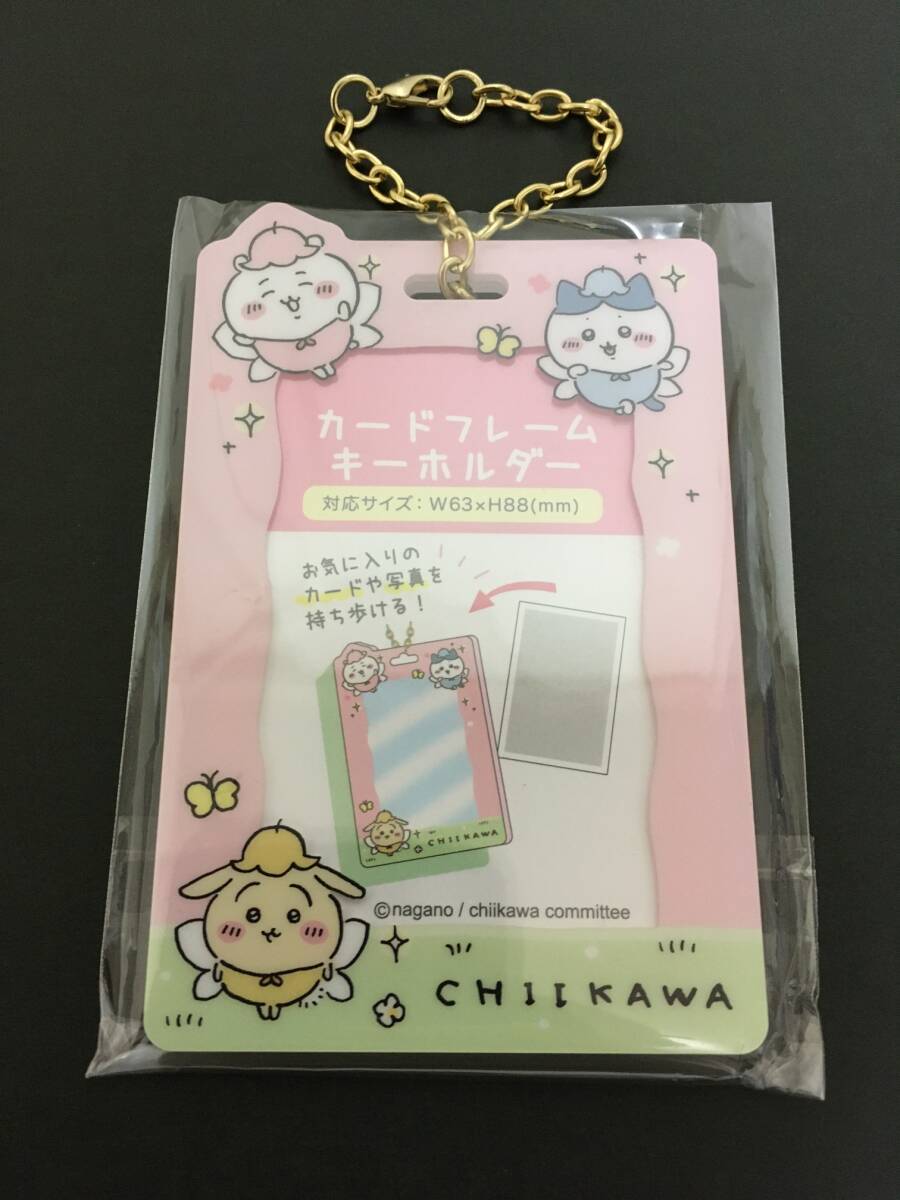 カードフレーム
キーホルダー
対応サイズ：W63×H88(mm)
お気に入りの
カードや写真を
持ち歩ける！
CHIIKAWA
©nagano / chiikawa committee
CHIIKAWA